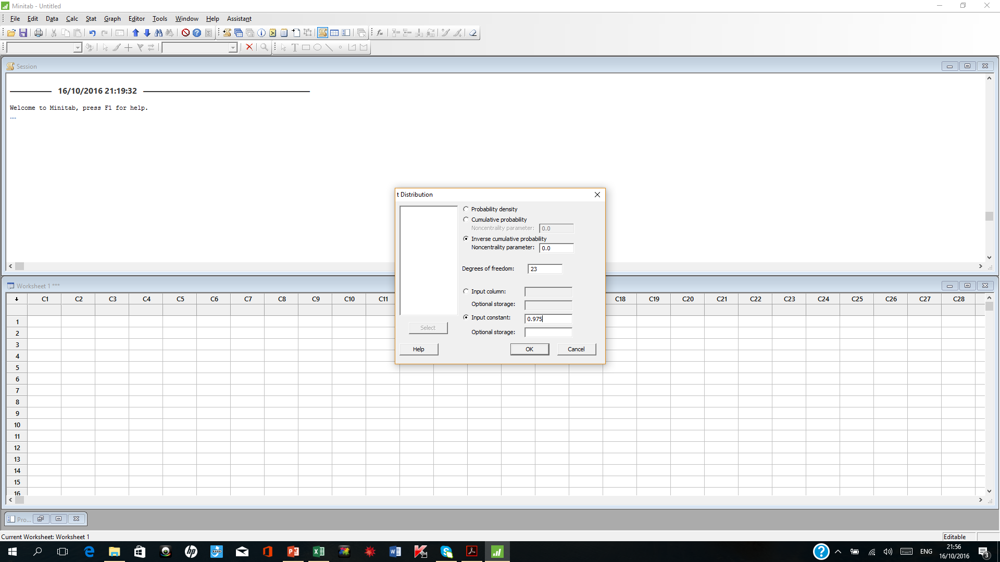 Minitab - Untitled
File Edit Data Calc Stat Graph Editor Tools Window Help Assistant
Session
16/10/2016 21:19:32
Welcome to Minitab, press F1 for help.
....
t Distribution
Probability density
Cumulative probability
Noncentrality parameter: 0.0
Inverse cumulative probability
Noncentrality parameter: 0.0
Degrees of freedom: 23
Input column:
Optional storage:
Input constant: 0.975
Optional storage:
Select
Help OK Cancel
Worksheet 1 ***
C1 C2 C3 C4 C5 C6 C7 C8 C9 C10 C11 C18 C19 C20 C21 C22 C23 C24 C25 C26 C27 C28
1
2
3
4
5
6
7
8
9
10
11
12
13
14
15
16
Pro...
Current Worksheet: Worksheet 1
Editable
ENG
21:56
16/10/2016
3